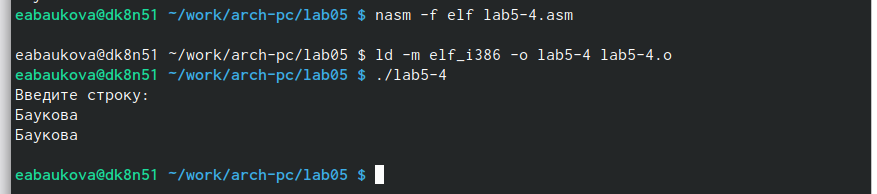 eabaukova@dk8n51 ~/work/arch-pc/lab05 $ nasm -f elf lab5-4.asm
eabaukova@dk8n51 ~/work/arch-pc/lab05 $ ld -m elf_i386 -o lab5-4 lab5-4.o
eabaukova@dk8n51 ~/work/arch-pc/lab05 $ ./lab5-4
Введите строку:
Баукова
Баукова
eabaukova@dk8n51 ~/work/arch-pc/lab05 $